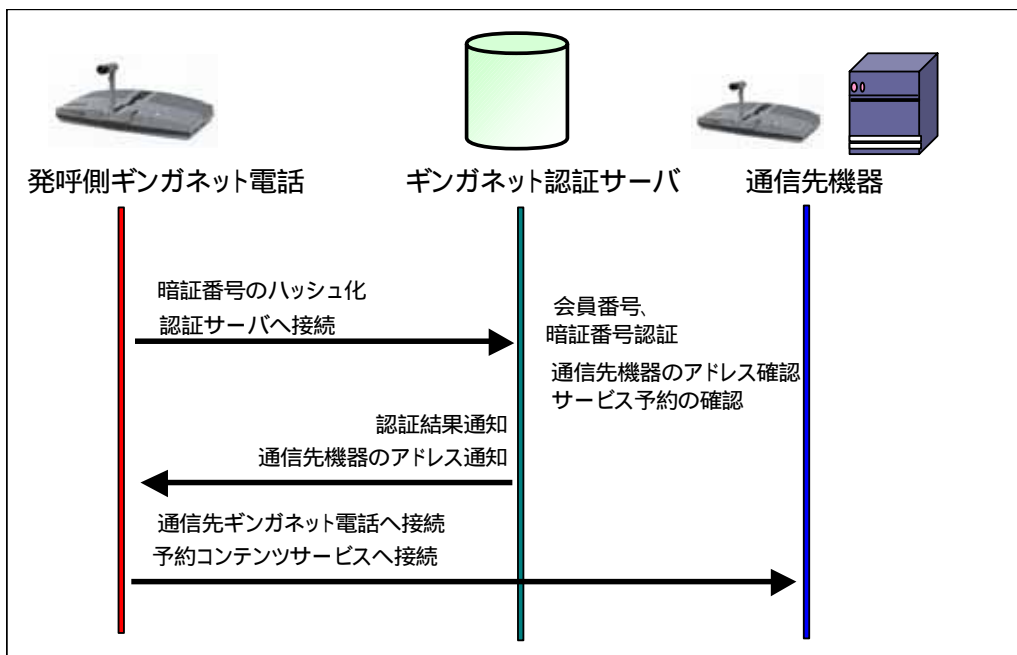 発呼側ギンガネット電話
ギンガネット認証サーバ
通信先機器
暗証番号のハッシュ化
認証サーバへ接続
会員番号、
暗証番号認証
通信先機器のアドレス確認
サービス予約の確認
認証結果通知
通信先機器のアドレス通知
通信先ギンガネット電話へ接続
予約コンテンツサービスへ接続